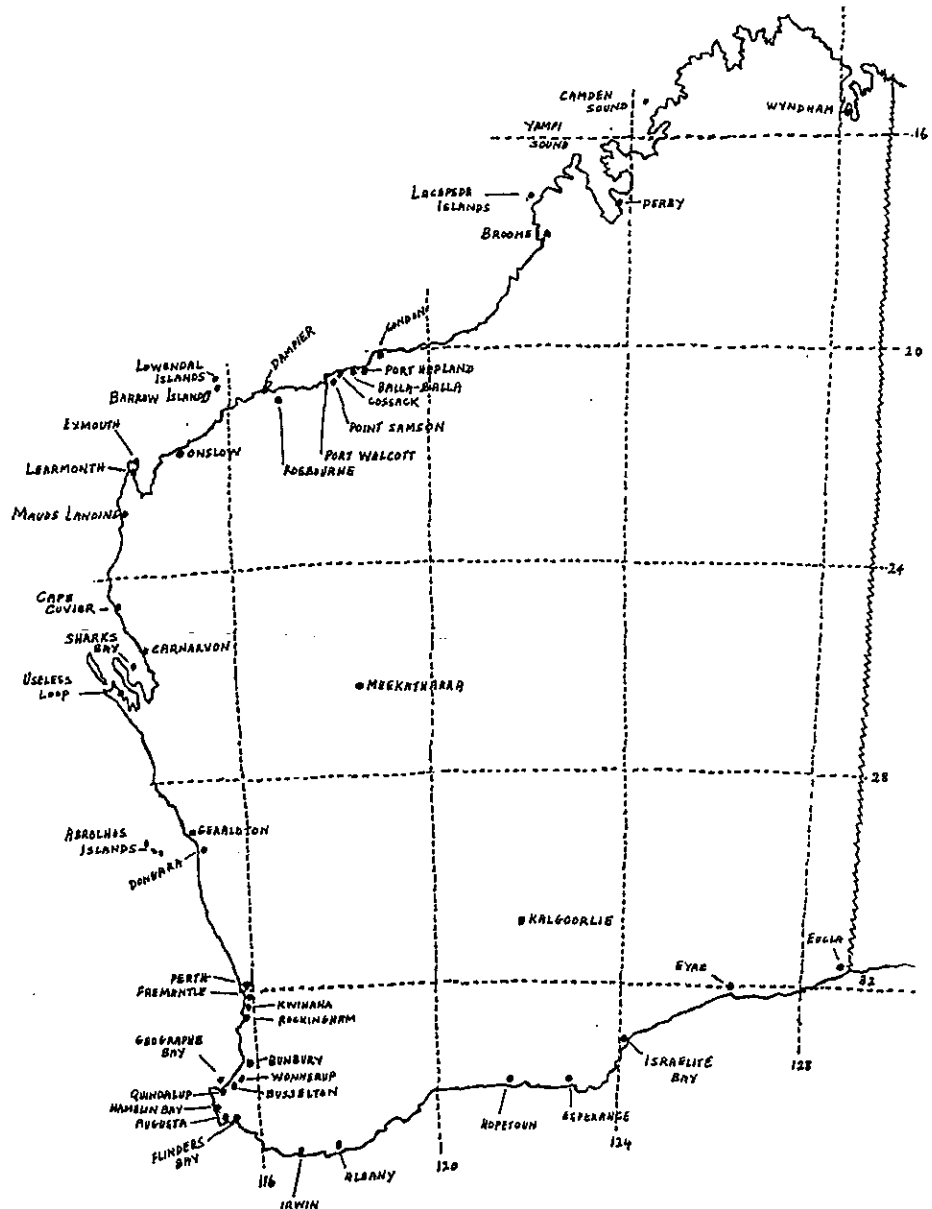 CAMDEN
SOUND
WYNDHAM
YAMPI
SOUND
16
LACEPEDE
ISLANDS
DERBY
BROOME
CONDON
20
DAMPIER
LOWENDAL
ISLANDS
BARROW ISLAND
PORT HEDLAND
BALLA-BALLA
COSSACK
POINT SAMSON
EXMOUTH
ONSLOW
PORT WALCOTT
ROEBOURNE
LEARMONTH
MAUDS LANDING
24
CAPE
CUVIER
SHARKS
BAY
CARNARVON
USELESS
LOOP
MEEKATHARRA
28
GERALDTON
ABROLHOS
ISLANDS
DONGARA
KALGOORLIE
EUCLA
EYRE
PERTH
FREMANTLE
32
KWINANA
ROCKINGHAM
GEOGRAPHE
BAY
BUNBURY
ISRAELITE
BAY
128
WONNERUP
QUINDALUP
BUSSELTON
HAMELIN BAY
AUGUSTA
HOPETOUN
ESPERANCE
FLINDERS
BAY
124
120
116
ALBANY
IRWIN